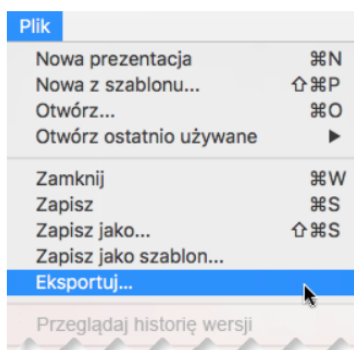 Plik
Nowa prezentacja ⌘N
Nowa z szablonu... ⇧⌘P
Otwórz... ⌘O
Otwórz ostatnio używane ▶
Zamknij ⌘W
Zapisz ⌘S
Zapisz jako... ⇧⌘S
Zapisz jako szablon...
Eksportuj...
Przeglądaj historię wersji